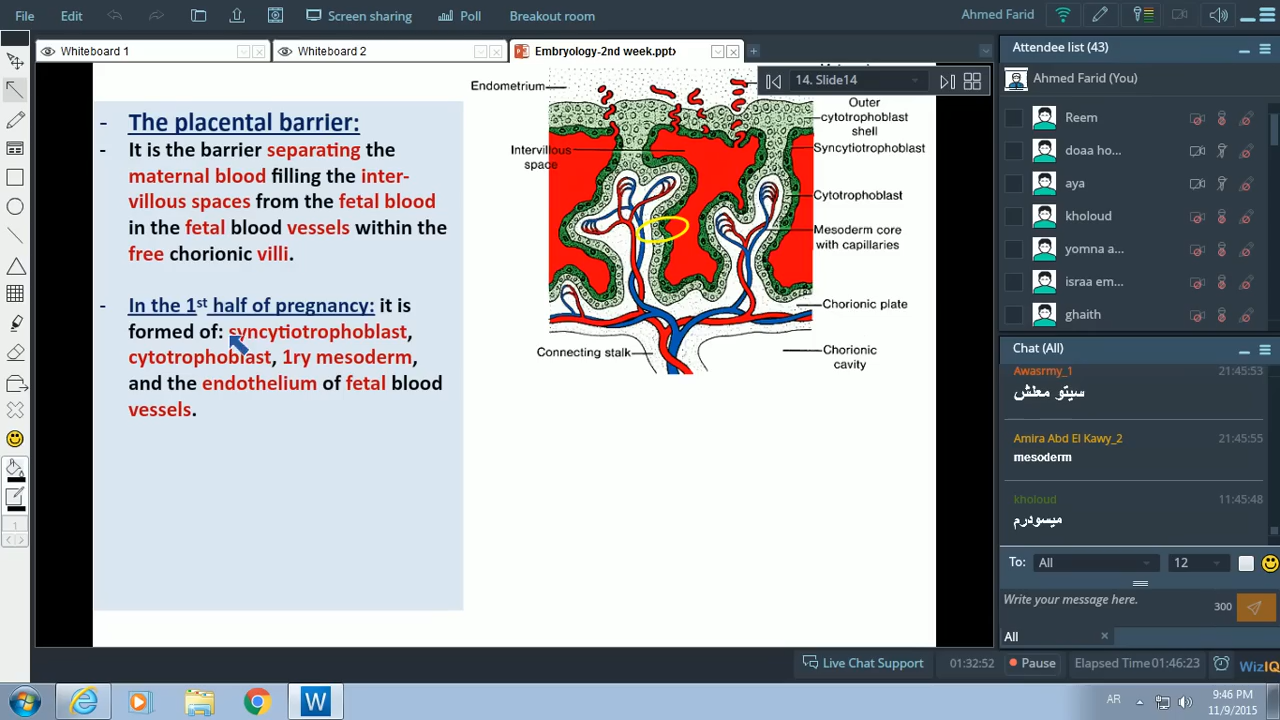 File Edit Screen sharing Poll Breakout room Ahmed Farid
Whiteboard 1
Whiteboard 2
Embryology-2nd week.ppt
14. Slide14
- The placental barrier:
- It is the barrier separating the
maternal blood filling the inter-
villous spaces from the fetal blood
in the fetal blood vessels within the
free chorionic villi.
- In the 1st half of pregnancy: it is
formed of: syncytiotrophoblast,
cytotrophoblast, 1ry mesoderm,
and the endothelium of fetal blood
vessels.
Endometrium
Outer
cytotrophoblast
shell
Intervillous
space
Syncytiotrophoblast
Cytotrophoblast
Mesoderm core
with capillaries
Chorionic plate
Connecting stalk
Chorionic
cavity
Attendee list (43)
Ahmed Farid (You)
Reem
doaa ho...
aya
kholoud
yomna a...
israa em...
ghaith
Chat (All)
Awasrmy_1 21:45:53
سيتو معلش
Amira Abd El Kawy_2 21:45:55
mesoderm
kholoud 11:45:48
ميسودرم
To: All 12
Write your message here. 300
All
1
Live Chat Support 01:32:52 Pause Elapsed Time 01:46:23 WizIQ
AR 9:46 PM
11/9/2015